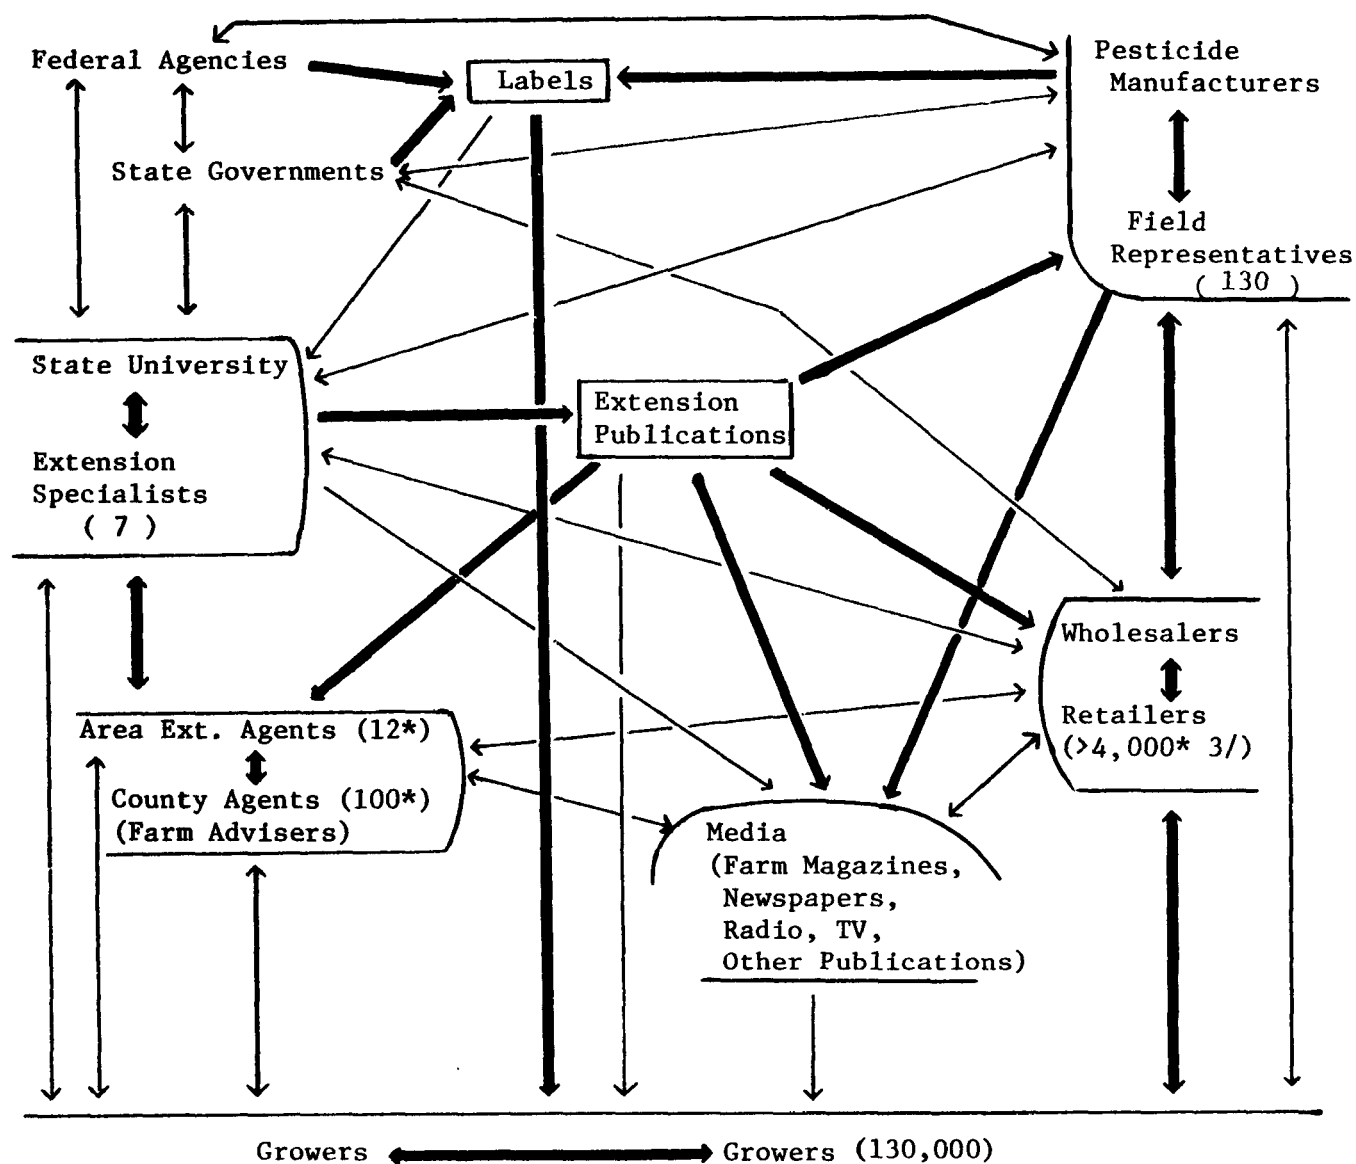 Federal Agencies
Labels
Pesticide
Manufacturers
State Governments
Field
Representatives
( 130 )
State University
Extension
Specialists
( 7 )
Extension
Publications
Wholesalers
Retailers
(>4,000* 3/)
Area Ext. Agents (12*)
County Agents (100*)
(Farm Advisers)
Media
(Farm Magazines,
Newspapers,
Radio, TV,
Other Publications)
Growers Growers (130,000)